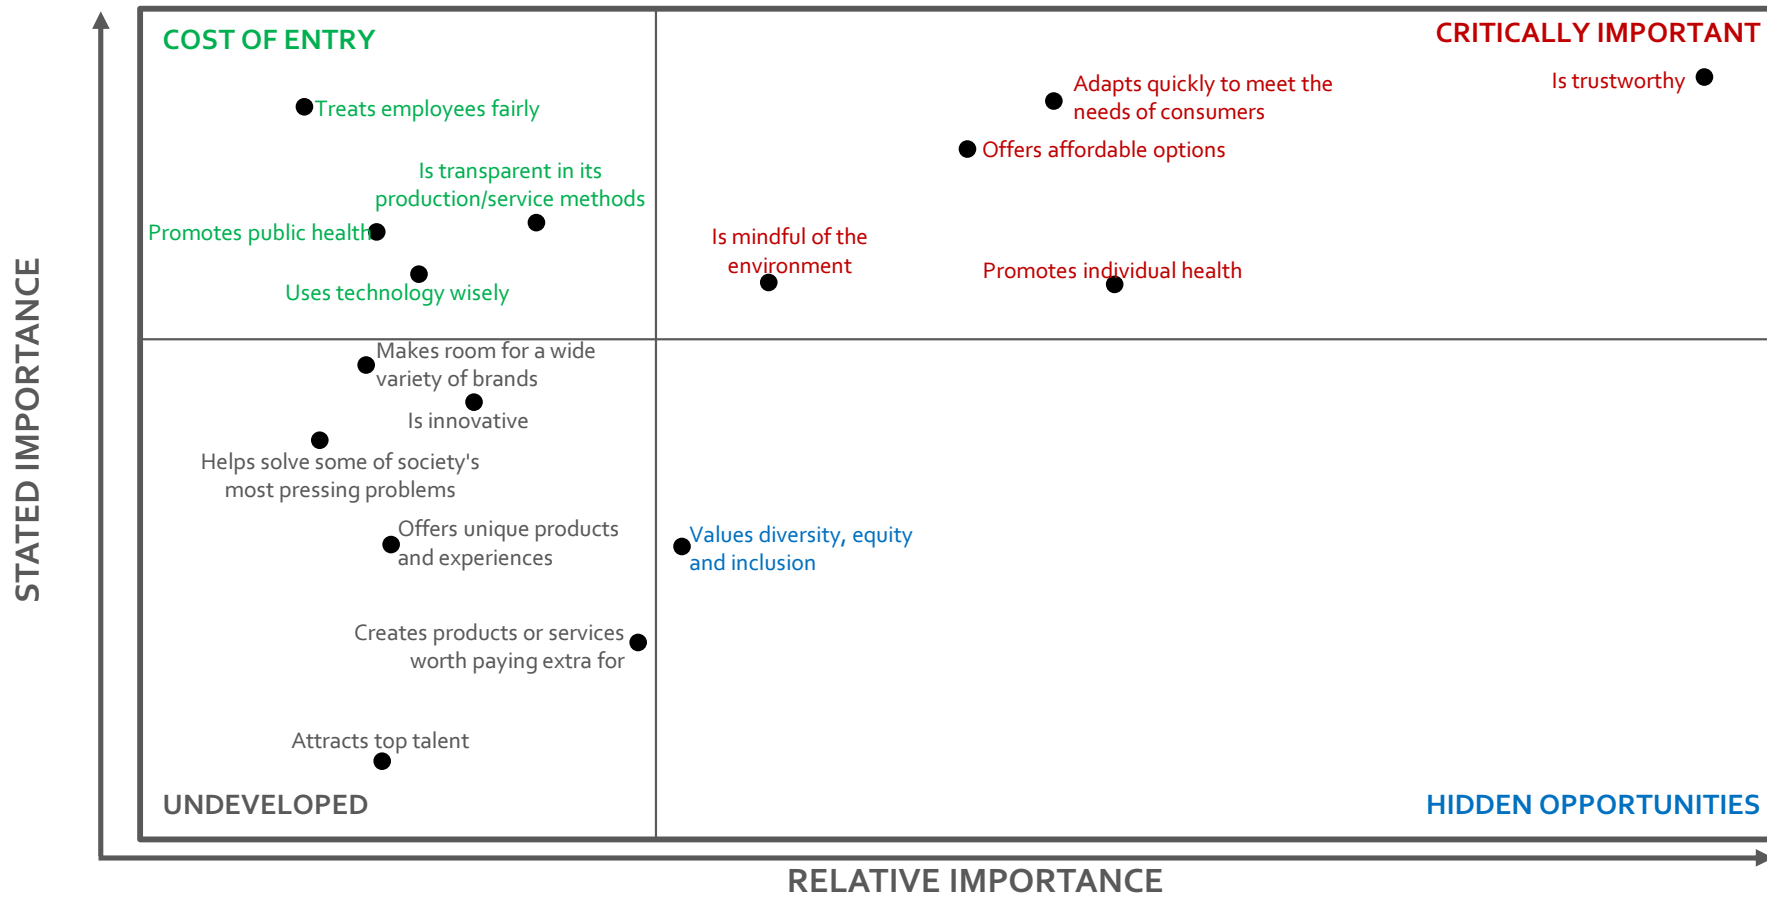 COST OF ENTRY
CRITICALLY IMPORTANT
Treats employees fairly
Is transparent in its
production/service methods
Promotes public health
Uses technology wisely
Adapts quickly to meet the
needs of consumers
Is trustworthy
Offers affordable options
Is mindful of the
environment
Promotes individual health
STATED IMPORTANCE
Makes room for a wide
variety of brands
Is innovative
Helps solve some of society's
most pressing problems
Offers unique products
and experiences
Creates products or services
worth paying extra for
Attracts top talent
UNDEVELOPED
Values diversity, equity
and inclusion
HIDDEN OPPORTUNITIES
RELATIVE IMPORTANCE